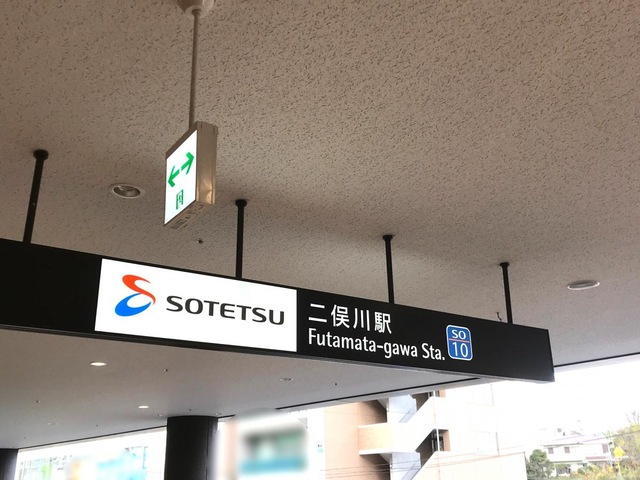 SOTETSU
二俣川駅
Futamata-gawa Sta.
SO
10